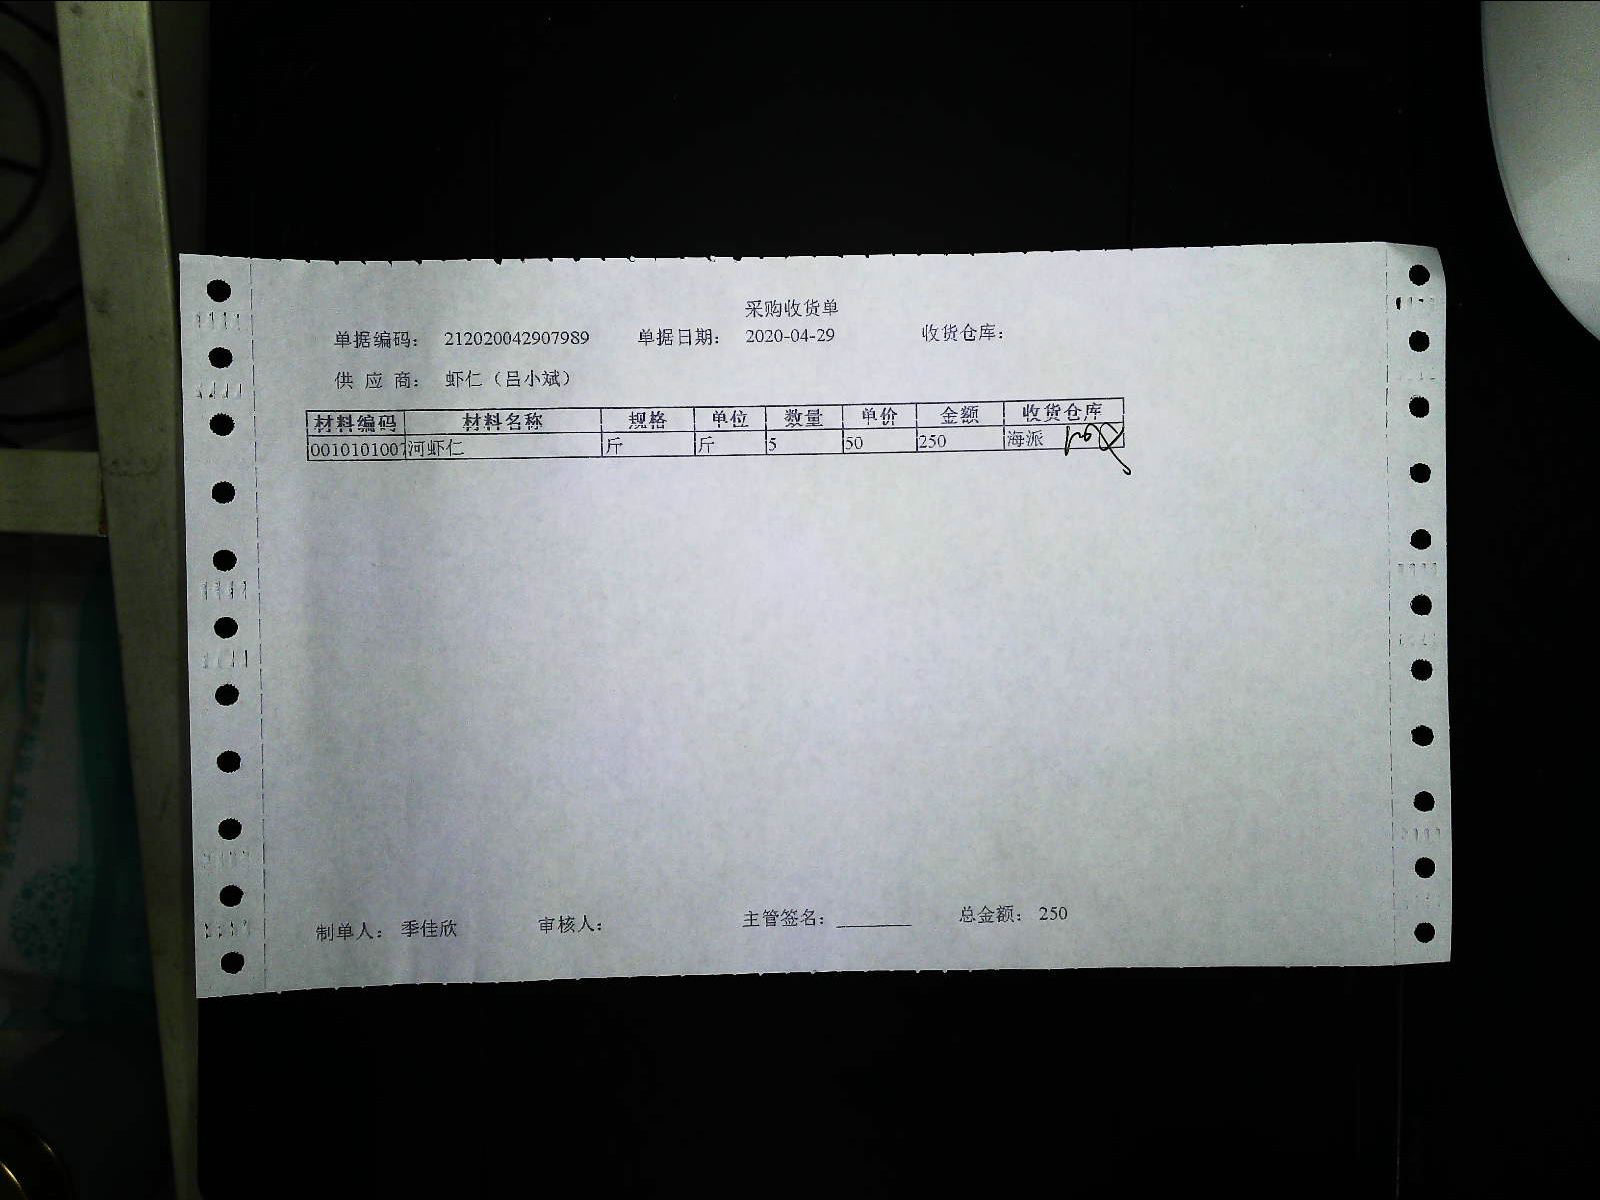 采购收货单
单据编码： 212020042907989 单据日期： 2020-04-29 收货仓库：
供 应 商： 虾仁（吕小斌）
材料编码 材料名称 规格 单位 数量 单价 金额 收货仓库
0010101007 河虾仁 斤 斤 5 50 250 海派
制单人： 季佳欣 审核人： 主管签名：________ 总金额： 250